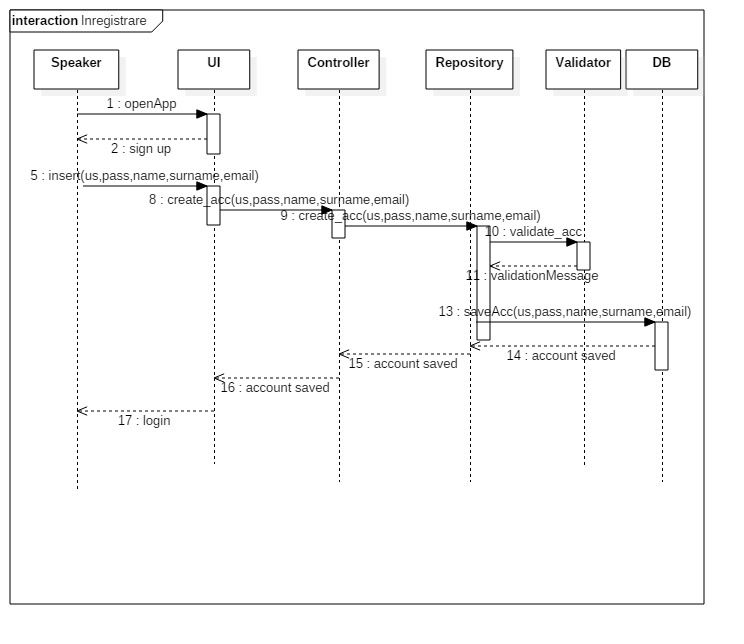 interaction Inregistrare
Speaker
UI
Controller
Repository
Validator
DB
1 : openApp
2 : sign up
5 : insert(us,pass,name,surname,email)
8 : create_acc(us,pass,name,surname,email)
9 : create_acc(us,pass,name,surname,email)
10 : validate_acc
11 : validationMessage
13 : saveAcc(us,pass,name,surname,email)
14 : account saved
15 : account saved
16 : account saved
17 : login